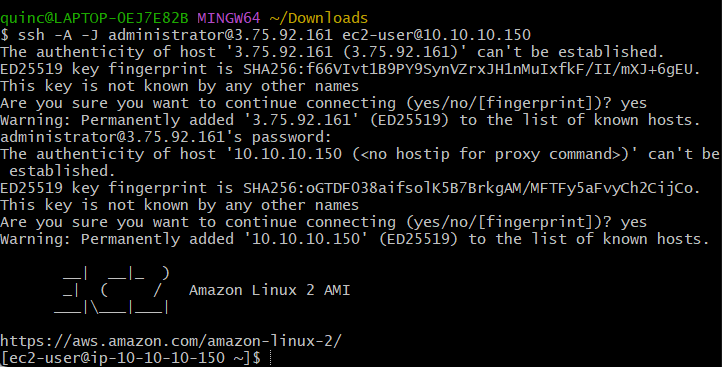 quinc@LAPTOP-OEJ7E82B MINGW64 ~/Downloads
$ ssh -A -J administrator@3.75.92.161 ec2-user@10.10.10.150
The authenticity of host '3.75.92.161 (3.75.92.161)' can't be established.
ED25519 key fingerprint is SHA256:f66VIvt1B9PY9SynVZrxJH1nMuIxfkF/II/mXJ+6gEU.
This key is not known by any other names
Are you sure you want to continue connecting (yes/no/[fingerprint])? yes
Warning: Permanently added '3.75.92.161' (ED25519) to the list of known hosts.
administrator@3.75.92.161's password:
The authenticity of host '10.10.10.150 (<no hostip for proxy command>)' can't be
 established.
ED25519 key fingerprint is SHA256:oGTDF038aifsolK5B7BrkgAM/MFTFy5aFvyCh2CijCo.
This key is not known by any other names
Are you sure you want to continue connecting (yes/no/[fingerprint])? yes
Warning: Permanently added '10.10.10.150' (ED25519) to the list of known hosts.

       __|  __|_  )
       _|  (     /   Amazon Linux 2 AMI
      ___|\___|___|

https://aws.amazon.com/amazon-linux-2/
[ec2-user@ip-10-10-10-150 ~]$